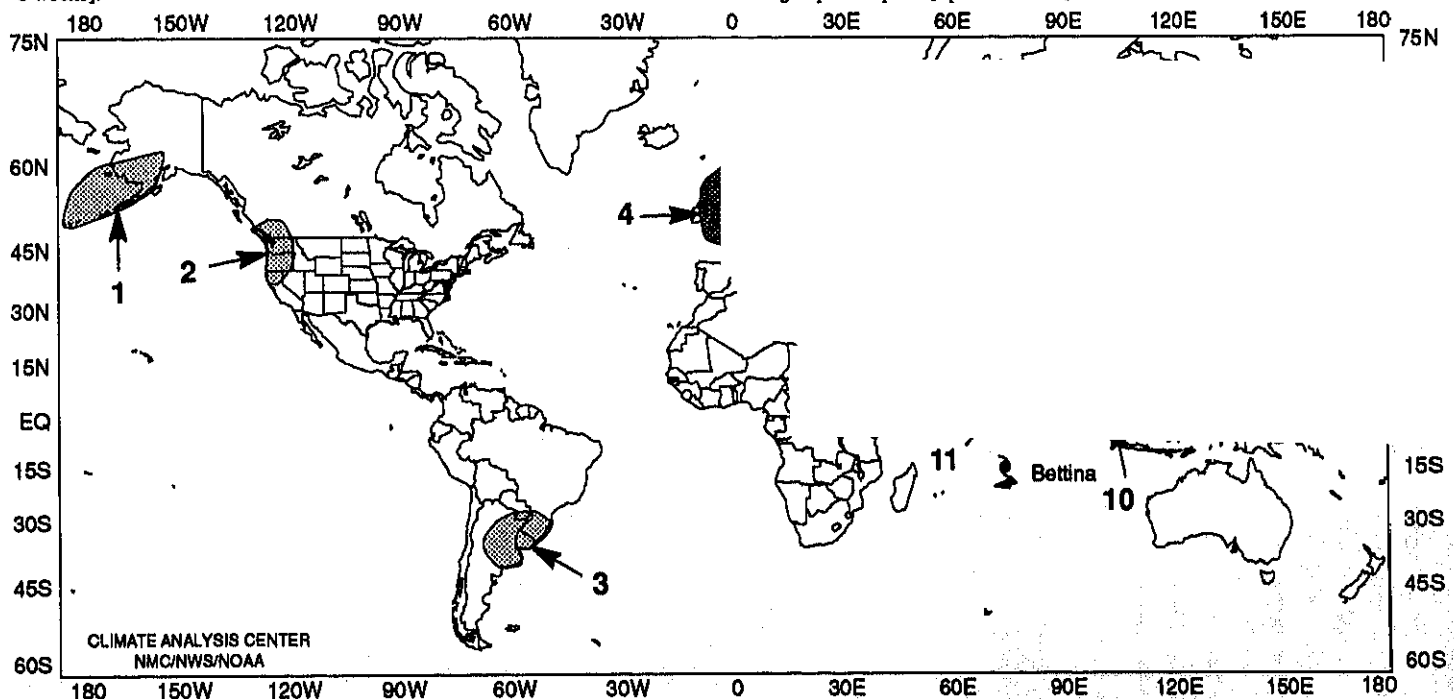 180 150W 120W 90W 60W 30W 0 30E 60E 90E 120E 150E 180
75N 75N
60N
4
45N
2
1
30N
15N
EQ
11
15S Bettina 15S
10
30S 30S
3
45S 45S
CLIMATE ANALYSIS CENTER
NMC/NWS/NOAA
60S 60S
180 150W 120W 90W 60W 30W 0 30E 60E 90E 120E 150E 180